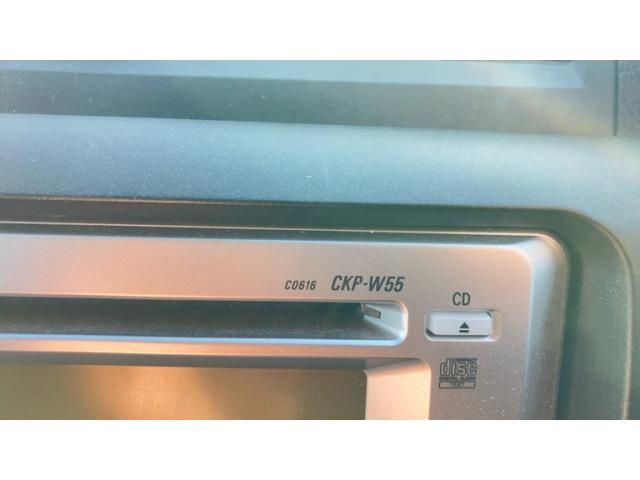 C0616 CKP-W55
CD
COMPACT
disc
DIGITAL AUDIO
TEXT